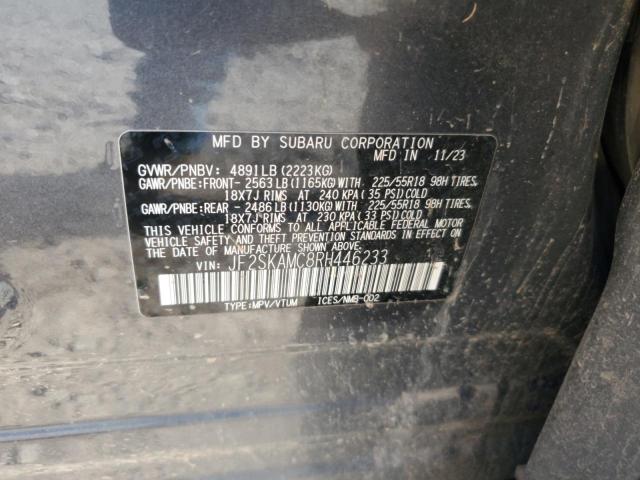 MFD BY SUBARU CORPORATION
MFD IN 11/23
GVWR/PNBV: 4891LB(2223KG)
GAWR/PNBE:FRONT- 2563LB(1165KG)WITH 225/55R18 98H TIRES,
18X7J RIMS AT 240 KPA(35 PSI)COLD
GAWR/PNBE:REAR - 2486LB(1130KG)WITH 225/55R18 98H TIRES,
18X7J RIMS AT 230 KPA(33 PSI)COLD
THIS VEHICLE CONFORMS TO ALL APPLICABLE FEDERAL MOTOR
VEHICLE SAFETY AND THEFT PREVENTION STANDARDS IN EFFECT ON
THE DATE OF MANUFACTURE SHOWN ABOVE.
VIN: JF2SKAMC8RH446233
TYPE:MPV/VTUM ICES/NMB-002